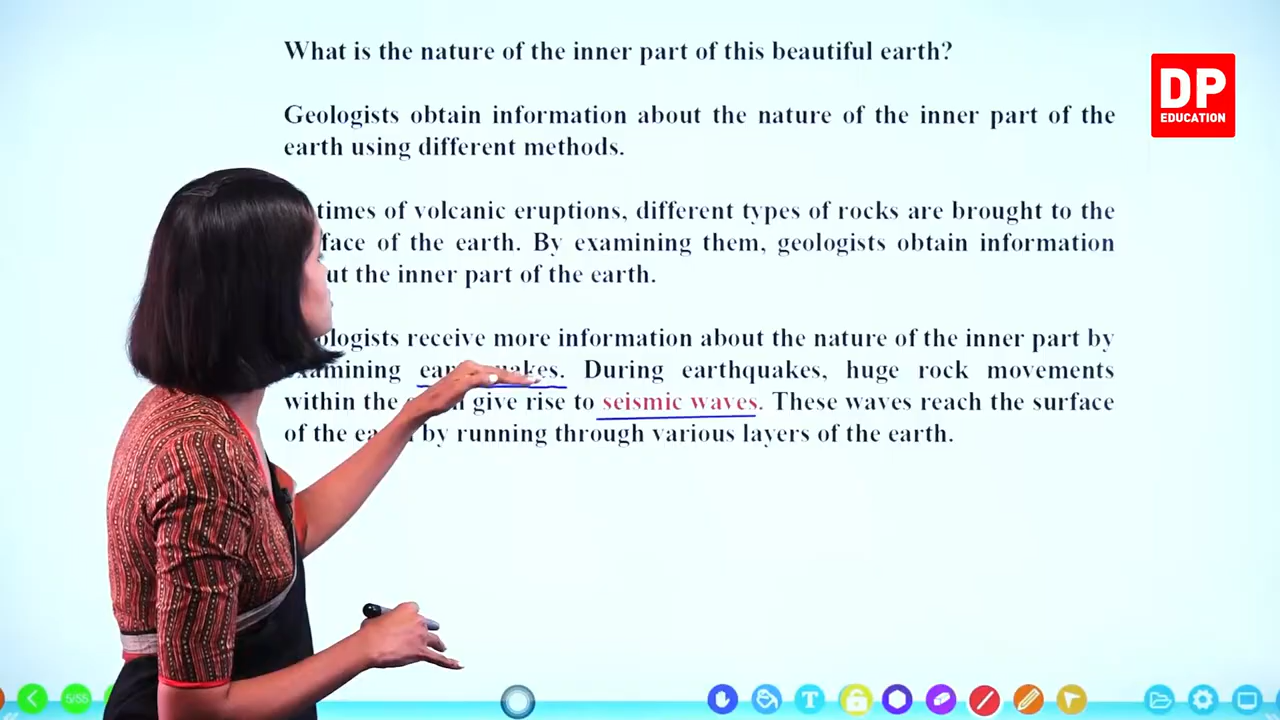 What is the nature of the inner part of this beautiful earth?
DP
EDUCATION
Geologists obtain information about the nature of the inner part of the
earth using different methods.
times of volcanic eruptions, different types of rocks are brought to the
of the earth. By examining them, geologists obtain information
the inner part of the earth.
receive more information about the nature of the inner part by
During earthquakes, huge rock movements
within the give rise to seismic waves. These waves reach the surface
of the by running through various layers of the earth.
5/55
T